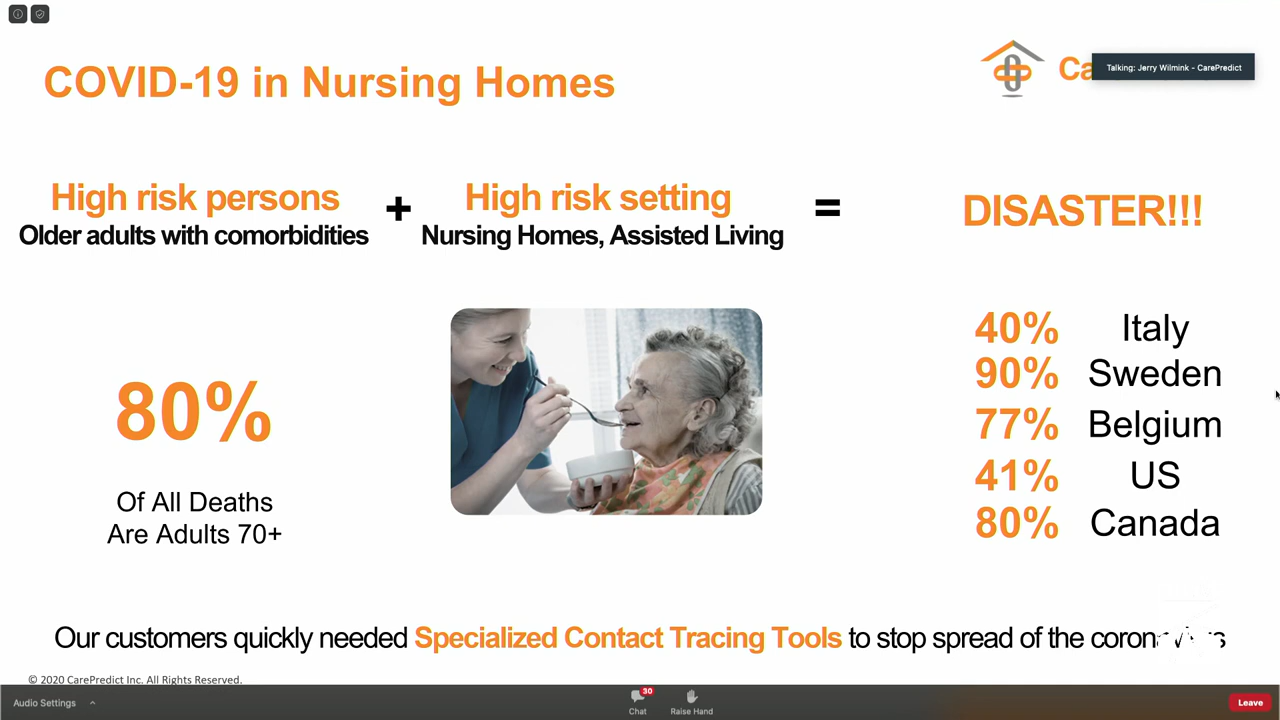 COVID-19 in Nursing Homes
Talking: Jerry Wilmink - CarePredict
High risk persons
Older adults with comorbidities
+
High risk setting
Nursing Homes, Assisted Living
=
DISASTER!!!
80%
Of All Deaths
Are Adults 70+
40% Italy
90% Sweden
77% Belgium
41% US
80% Canada
Our customers quickly needed Specialized Contact Tracing Tools to stop spread of the coronavirus
© 2020 CarePredict Inc. All Rights Reserved.
Audio Settings
30
Chat
Raise Hand
Leave